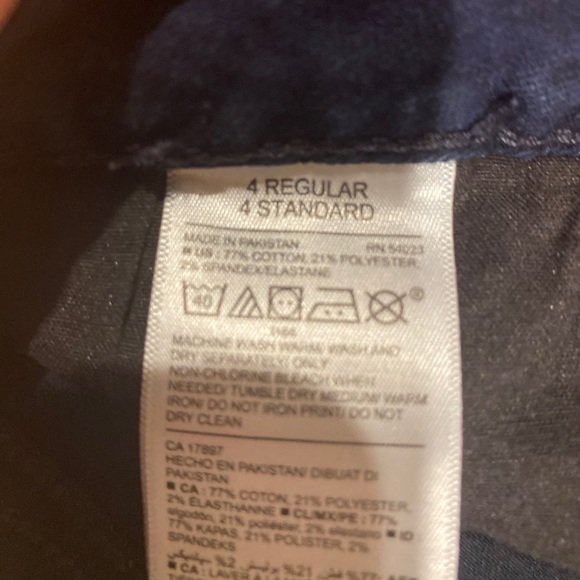 4 REGULAR
4 STANDARD
MADE IN PAKISTAN RN 54023
■ US : 77% COTTON, 21% POLYESTER,
2% SPANDEX/ELASTANE
40
®
MACHINE WASH WARM, WASH AND
DRY SEPARATELY/ ONLY
NON-CHLORINE BLEACH WHEN
NEEDED/ TUMBLE DRY MEDIUM/ WARM
IRON/ DO NOT IRON PRINT/ DO NOT
DRY CLEAN
CA 17897
HECHO EN PAKISTAN/ DIBUAT DI
PAKISTAN
■ CA : 77% COTON, 21% POLYESTER,
2% ÉLASTHANNE ■ CL/MX/PE : 77%
algodón, 21% poliéster, 2% elastano ■ ID
77% KAPAS, 21% POLISTER, 2%
SPANDEKS
■ CA : LAVER À